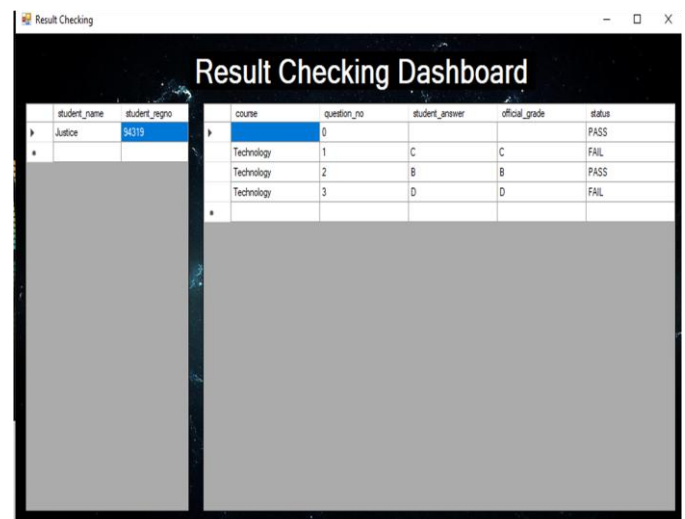 Result Checking
Result Checking Dashboard
student_name student_regno
Justice 94319
course question_no student_answer official_grade status
0 PASS
Technology 1 C C FAIL
Technology 2 B B PASS
Technology 3 D D FAIL